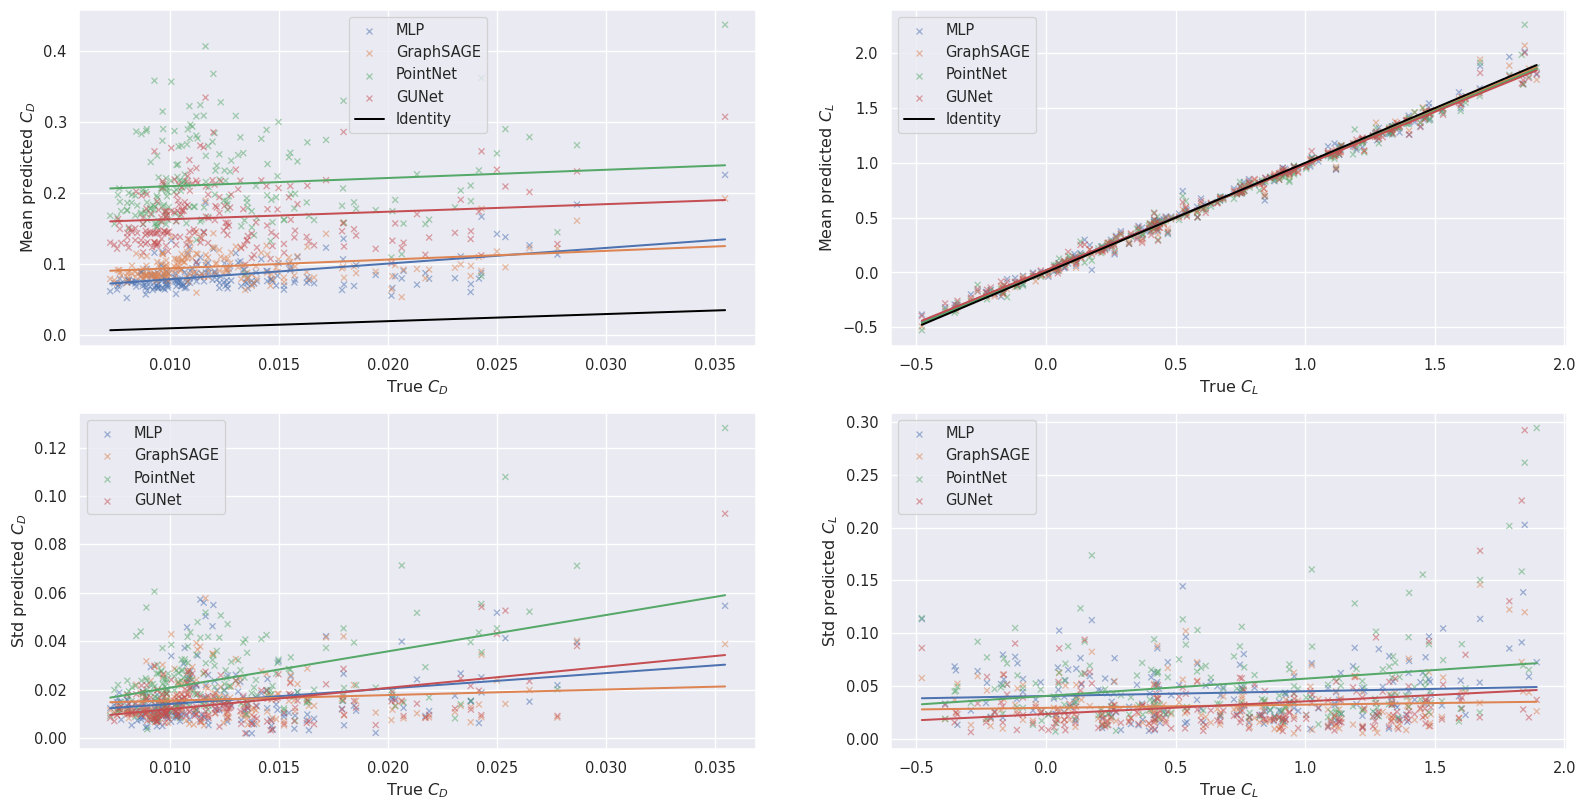 MLP
GraphSAGE
PointNet
GUNet
Identity
0.4
0.3
0.2
0.1
0.0
Mean predicted C_D
0.010 0.015 0.020 0.025 0.030 0.035
True C_D
MLP
GraphSAGE
PointNet
GUNet
Identity
2.0
1.5
1.0
0.5
0.0
−0.5
Mean predicted C_L
−0.5 0.0 0.5 1.0 1.5 2.0
True C_L
MLP
GraphSAGE
PointNet
GUNet
0.12
0.10
0.08
0.06
0.04
0.02
0.00
Std predicted C_D
0.010 0.015 0.020 0.025 0.030 0.035
True C_D
MLP
GraphSAGE
PointNet
GUNet
0.30
0.25
0.20
0.15
0.10
0.05
0.00
Std predicted C_L
−0.5 0.0 0.5 1.0 1.5 2.0
True C_L